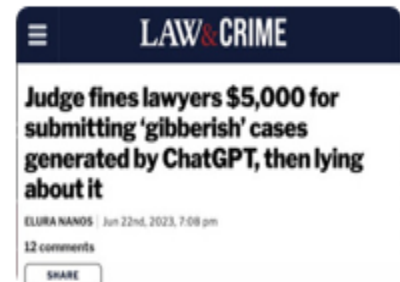 LAW&CRIME
Judge fines lawyers $5,000 for
submitting ‘gibberish’ cases
generated by ChatGPT, then lying
about it
ELURA NANOS | Jun 22nd, 2023, 7:08 pm
12 comments
SHARE